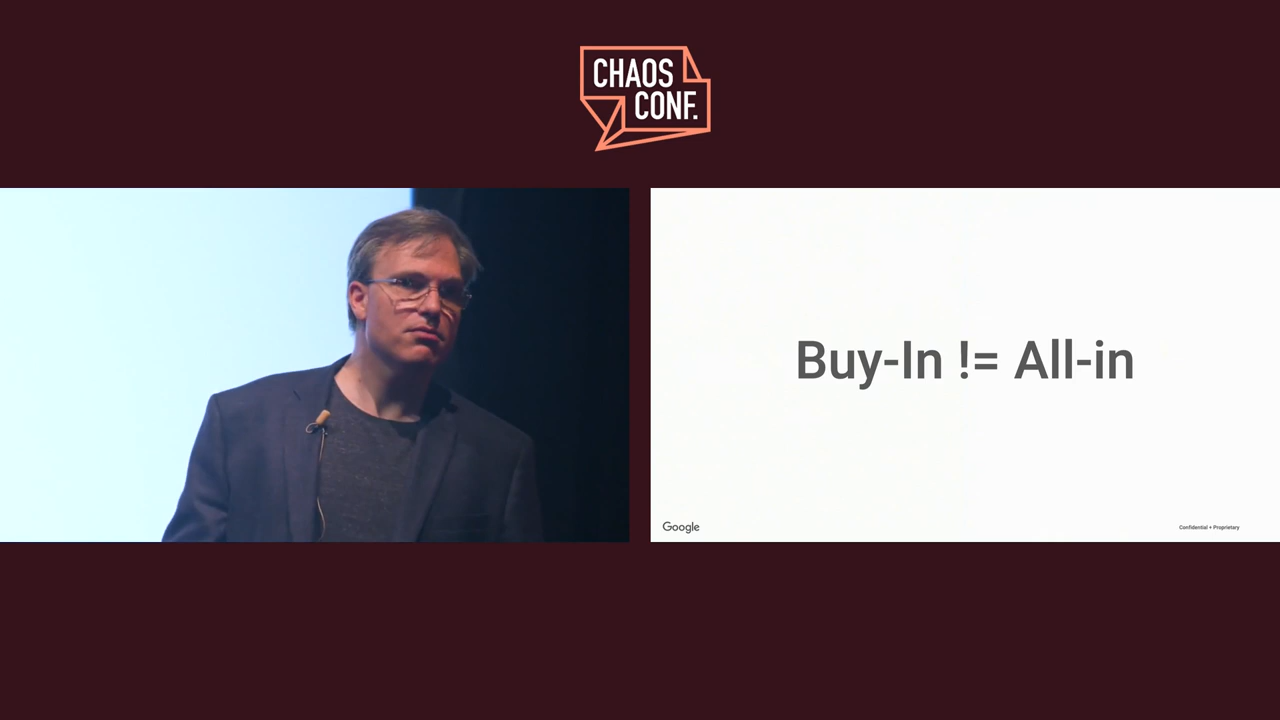 CHAOS
CONF.
Buy-In != All-in
Google
Confidential + Proprietary